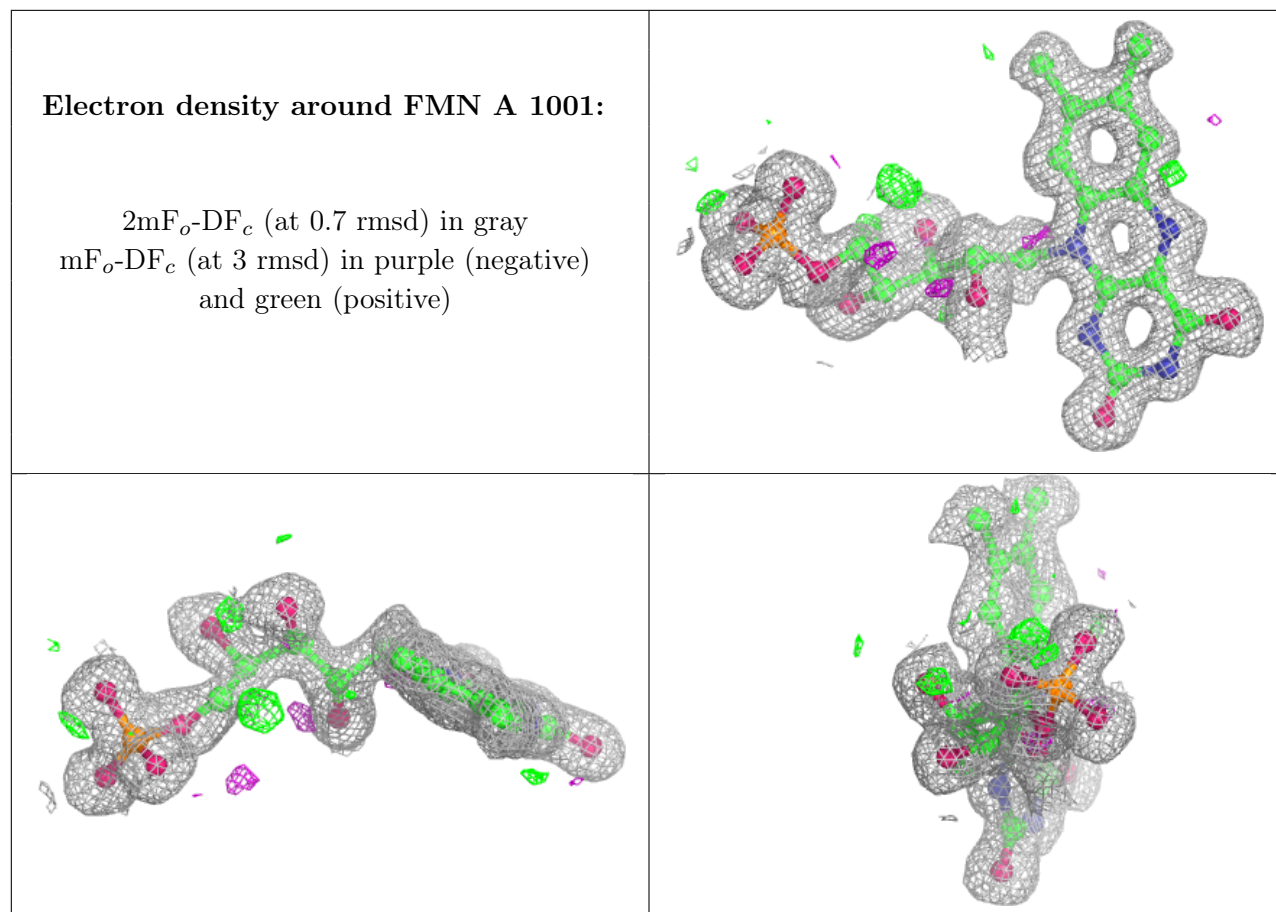 Electron density around FMN A 1001:
2mFo-DFc (at 0.7 rmsd) in gray
mFo-DFc (at 3 rmsd) in purple (negative)
and green (positive)